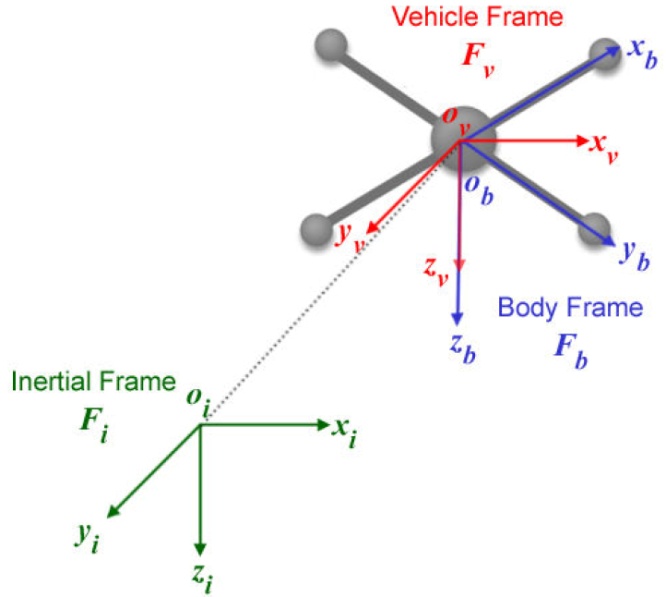 Vehicle Frame
F_v
x_b
o_v
x_v
o_b
y_v
y_b
z_v
Body Frame
F_b
z_b
Inertial Frame
F_i
o_i
x_i
y_i
z_i